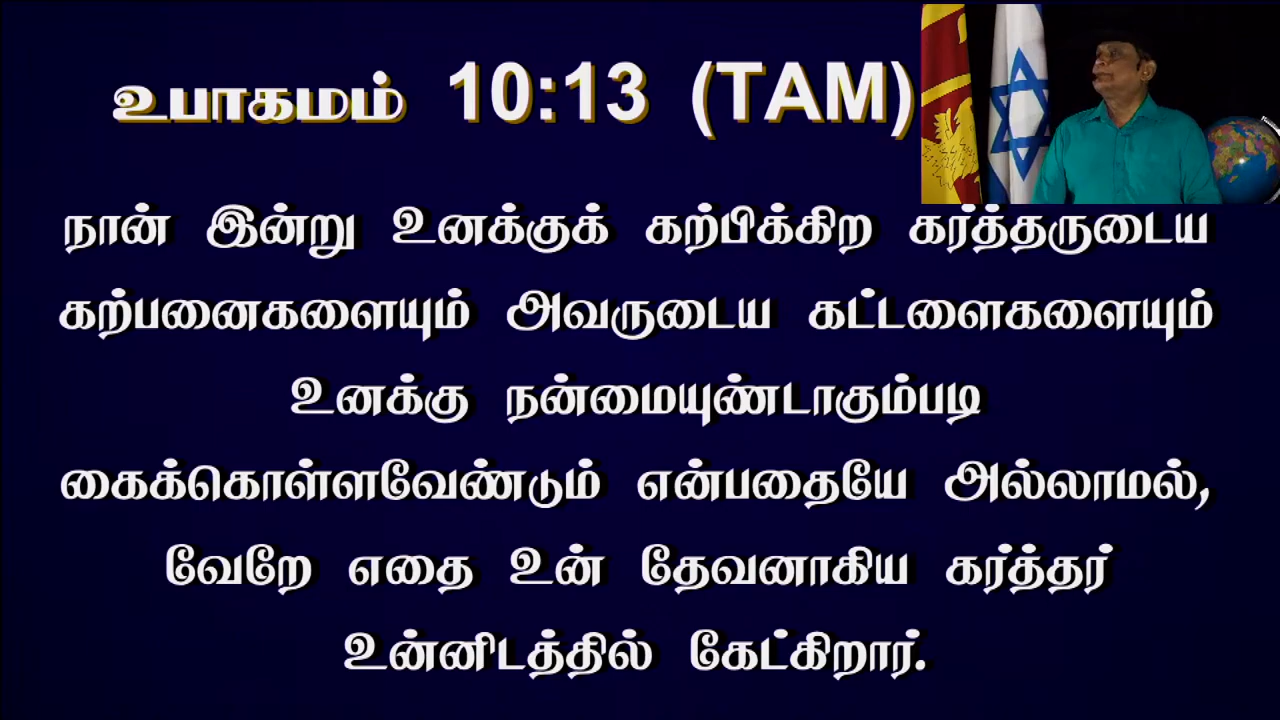 உபாகமம் 10:13 (TAM)
நான் இன்று உனக்குக் கற்பிக்கிற கர்த்தருடைய
கற்பனைகளையும் அவருடைய கட்டளைகளையும்
உனக்கு நன்மையுண்டாகும்படி
கைக்கொள்ளவேண்டும் என்பதையே அல்லாமல்,
வேறே எதை உன் தேவனாகிய கர்த்தர்
உன்னிடத்தில் கேட்கிறார்.